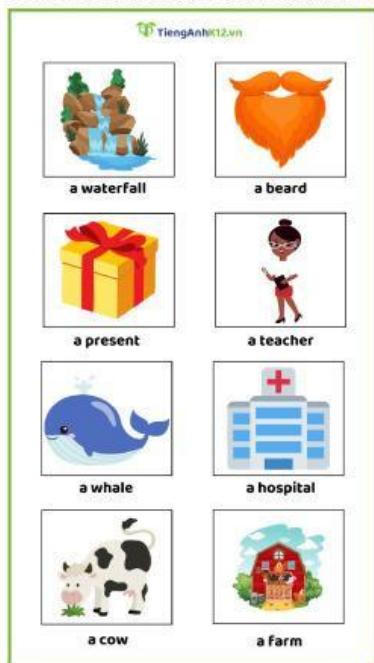 TiengAnhK12.vn
a waterfall
a beard
a present
a teacher
a whale
a hospital
a cow
a farm